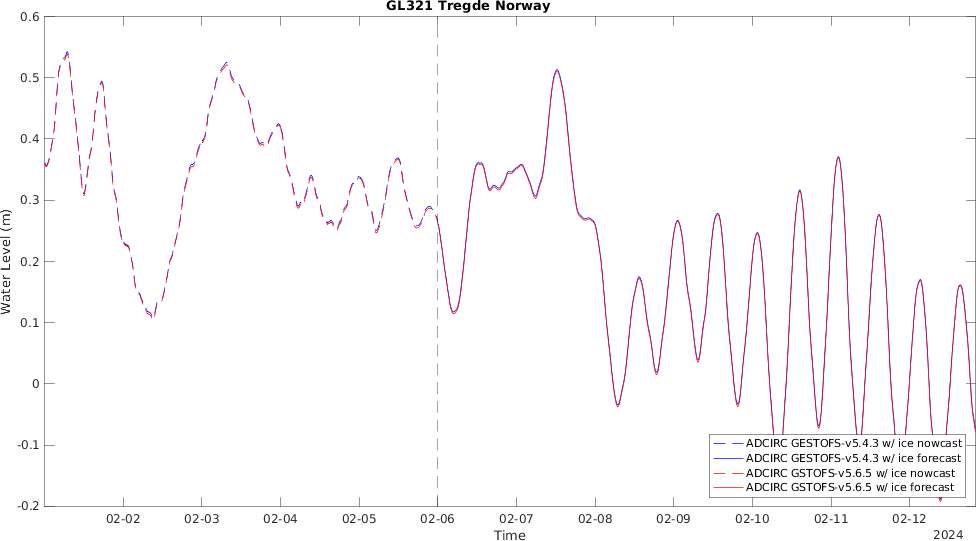 GL321 Tregde Norway
0.6
0.5
0.4
0.3
0.2
0.1
0
-0.1
-0.2
Water Level (m)
02-02 02-03 02-04 02-05 02-06 02-07 02-08 02-09 02-10 02-11 02-12
Time
2024
ADCIRC GESTOFS-v5.4.3 w/ ice nowcast
ADCIRC GESTOFS-v5.4.3 w/ ice forecast
ADCIRC GSTOFS-v5.6.5 w/ ice nowcast
ADCIRC GSTOFS-v5.6.5 w/ ice forecast